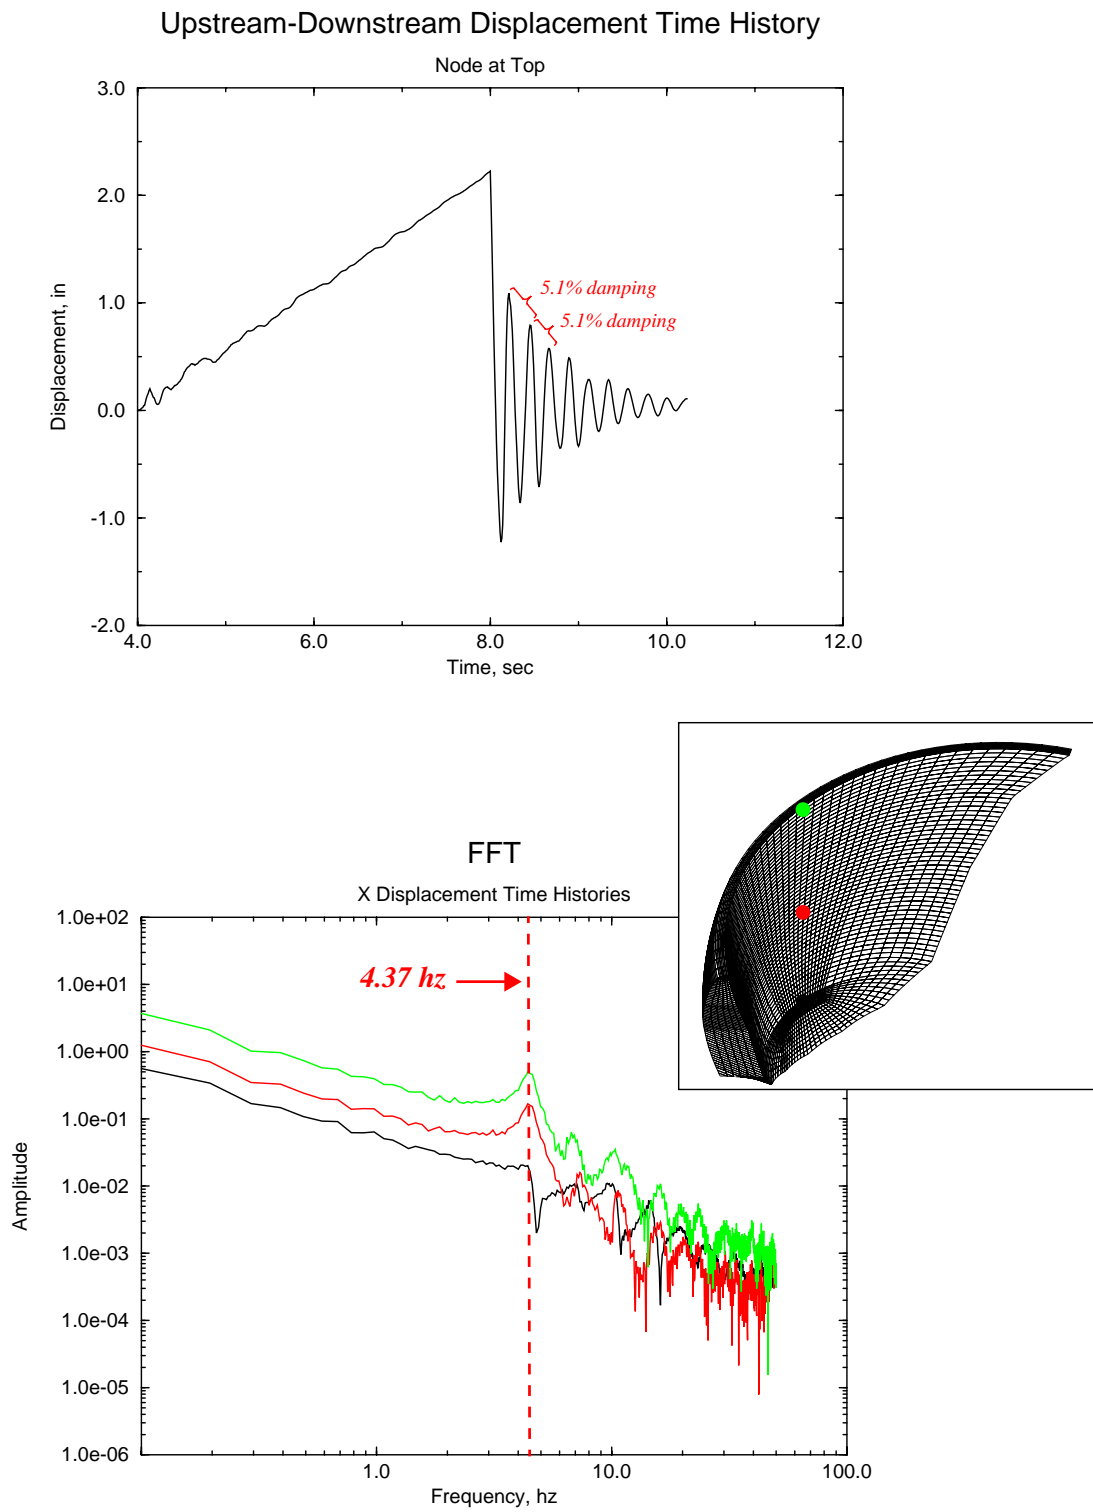 Upstream-Downstream Displacement Time History
Node at Top
3.0
2.0
1.0
0.0
-1.0
-2.0
Displacement, in
5.1% damping
5.1% damping
4.0 6.0 8.0 10.0 12.0
Time, sec
FFT
X Displacement Time Histories
1.0e+02
1.0e+01
1.0e+00
1.0e-01
1.0e-02
1.0e-03
1.0e-04
1.0e-05
1.0e-06
Amplitude
4.37 hz
1.0 10.0 100.0
Frequency, hz